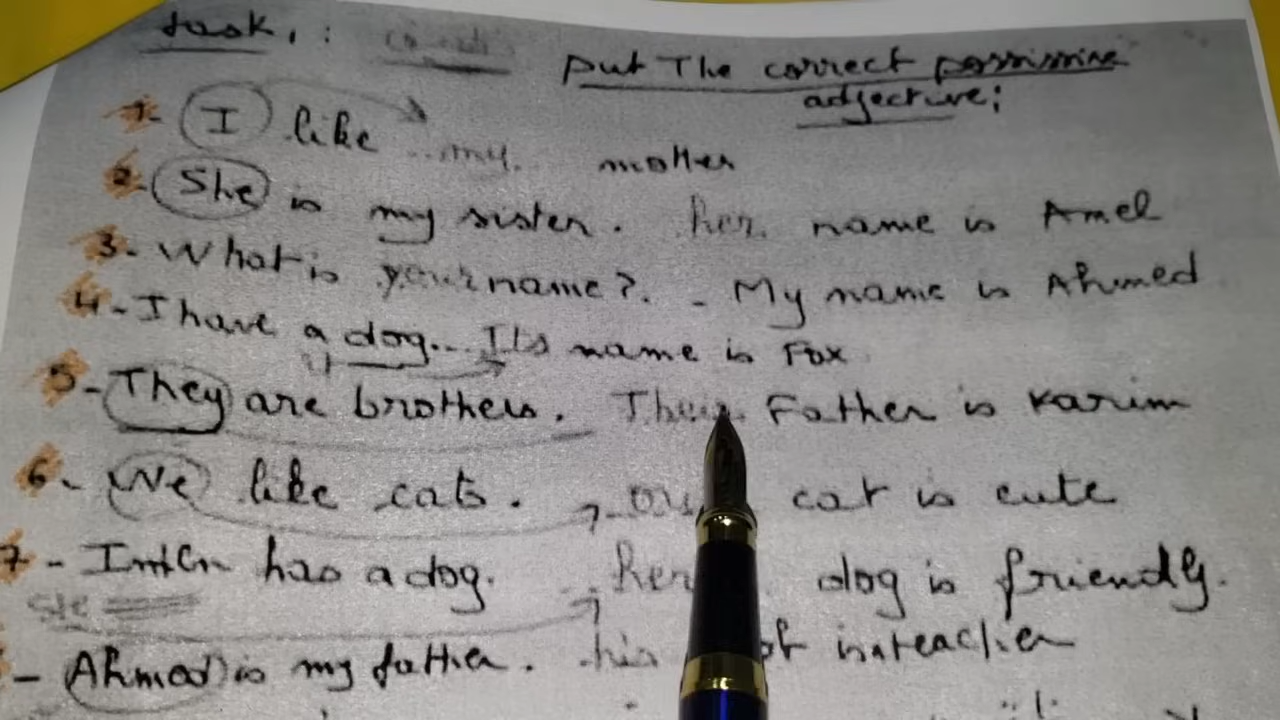 task 1:
put The correct possissive
adjective:
1- I like ..my. mother
2- She is my sister. her. name is Amel
3- What is your name?. - My name is Ahmed
4- I have a dog... Its name is Fox
5- They are brothers. Their. Father is Karim
6- We like cats. cat is cute
7- has a dog. ..her dog is friendly.
she
- Ahmed is my father. his